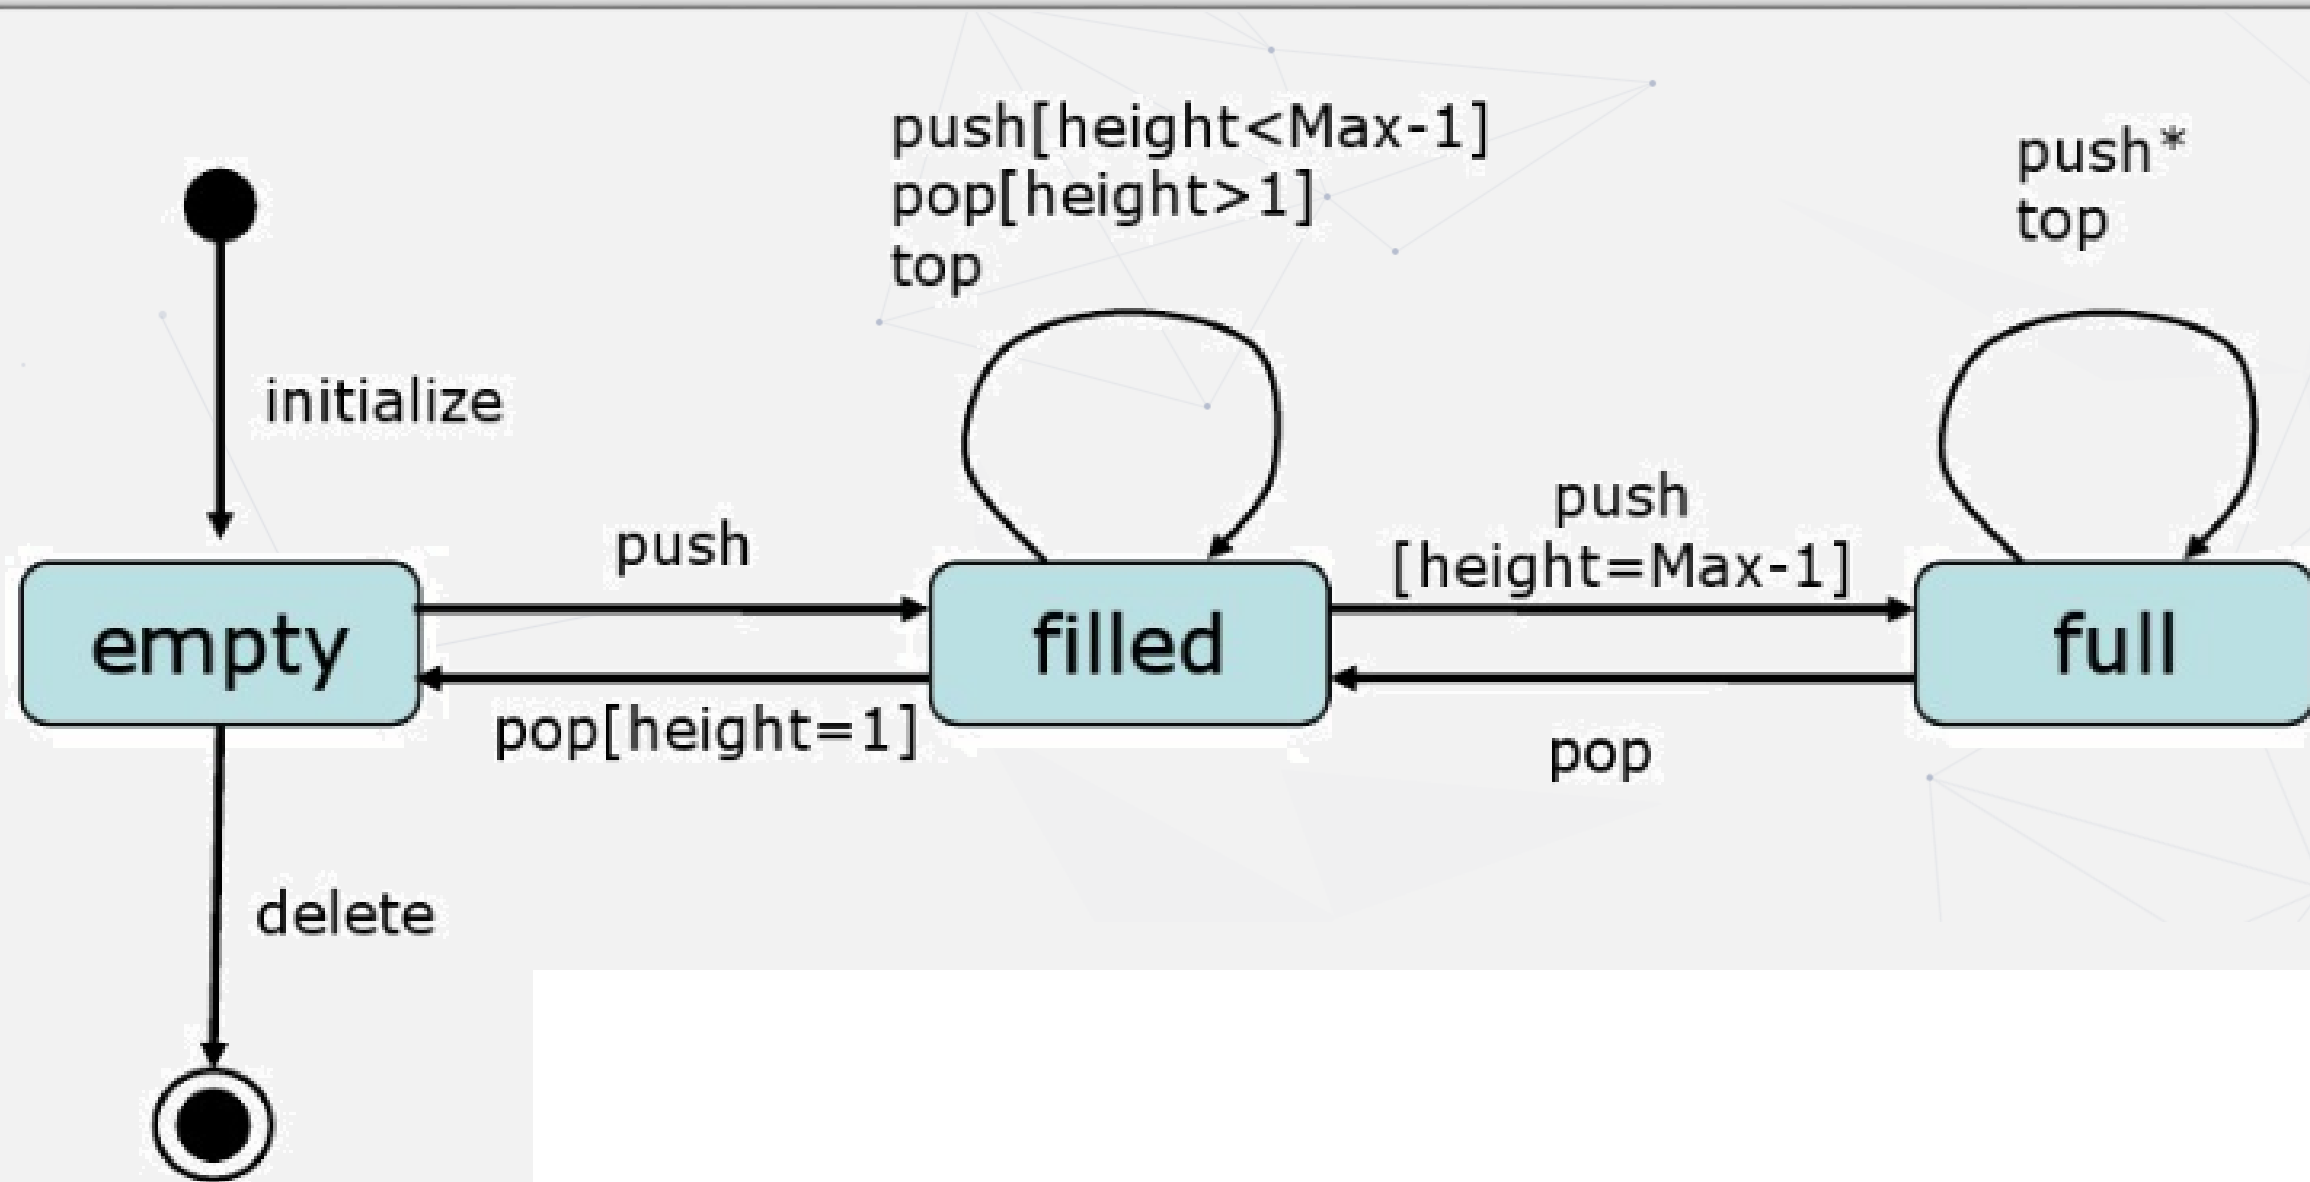 push[height<Max-1]
pop[height>1]
top
push*
top
initialize
push
push
[height=Max-1]
empty
filled
full
pop[height=1]
pop
delete